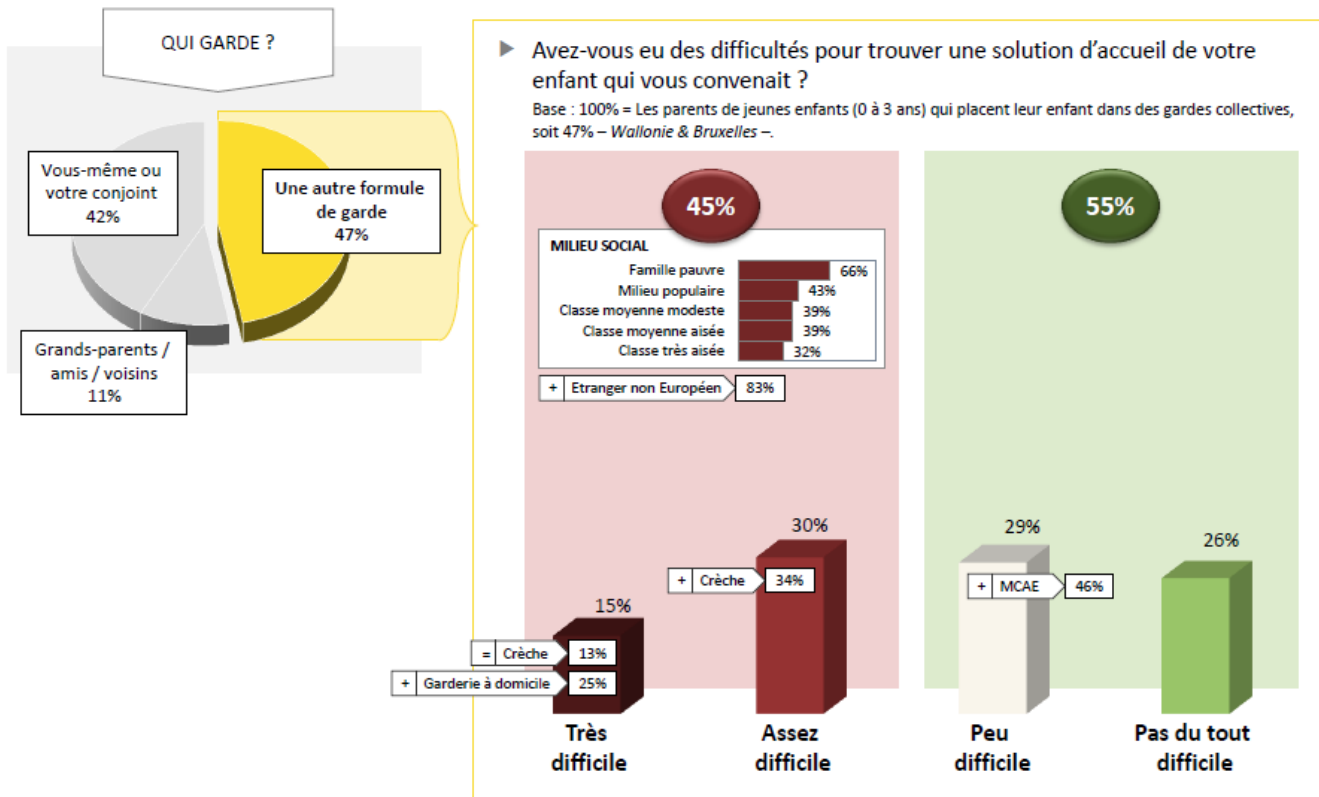 QUI GARDE ?
Vous-même ou
votre conjoint
42%
Une autre formule
de garde
47%
Grands-parents /
amis / voisins
11%
Avez-vous eu des difficultés pour trouver une solution d’accueil de votre
enfant qui vous convenait ?
Base : 100% = Les parents de jeunes enfants (0 à 3 ans) qui placent leur enfant dans des gardes collectives,
soit 47% – Wallonie & Bruxelles –.
45%
MILIEU SOCIAL
Famille pauvre 66%
Milieu populaire 43%
Classe moyenne modeste 39%
Classe moyenne aisée 39%
Classe très aisée 32%
+ Etranger non Européen 83%
15%
= Crèche 13%
+ Garderie à domicile 25%
Très
difficile
30%
+ Crèche 34%
Assez
difficile
55%
29%
+ MCAE 46%
Peu
difficile
26%
Pas du tout
difficile